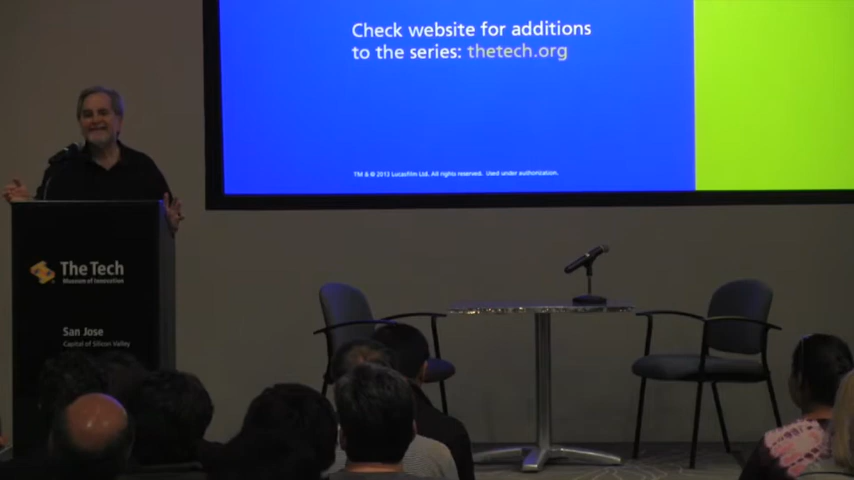 Check website for additions
to the series: thetech.org
TM & © 2013 Lucasfilm Ltd. All rights reserved. Used under authorization.
The Tech
Museum of Innovation
San Jose
Capital of Silicon Valley